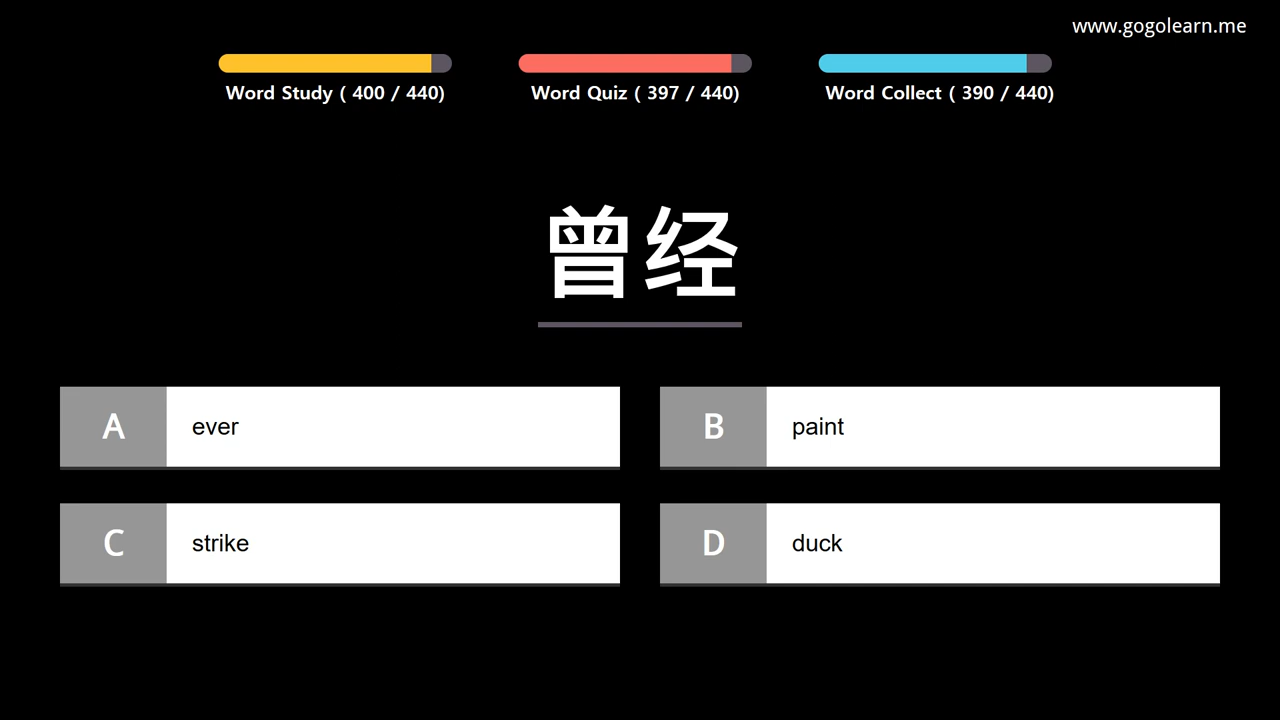 www.gogolearn.me
Word Study ( 400 / 440)
Word Quiz ( 397 / 440)
Word Collect ( 390 / 440)
曾经
A ever
B paint
C strike
D duck